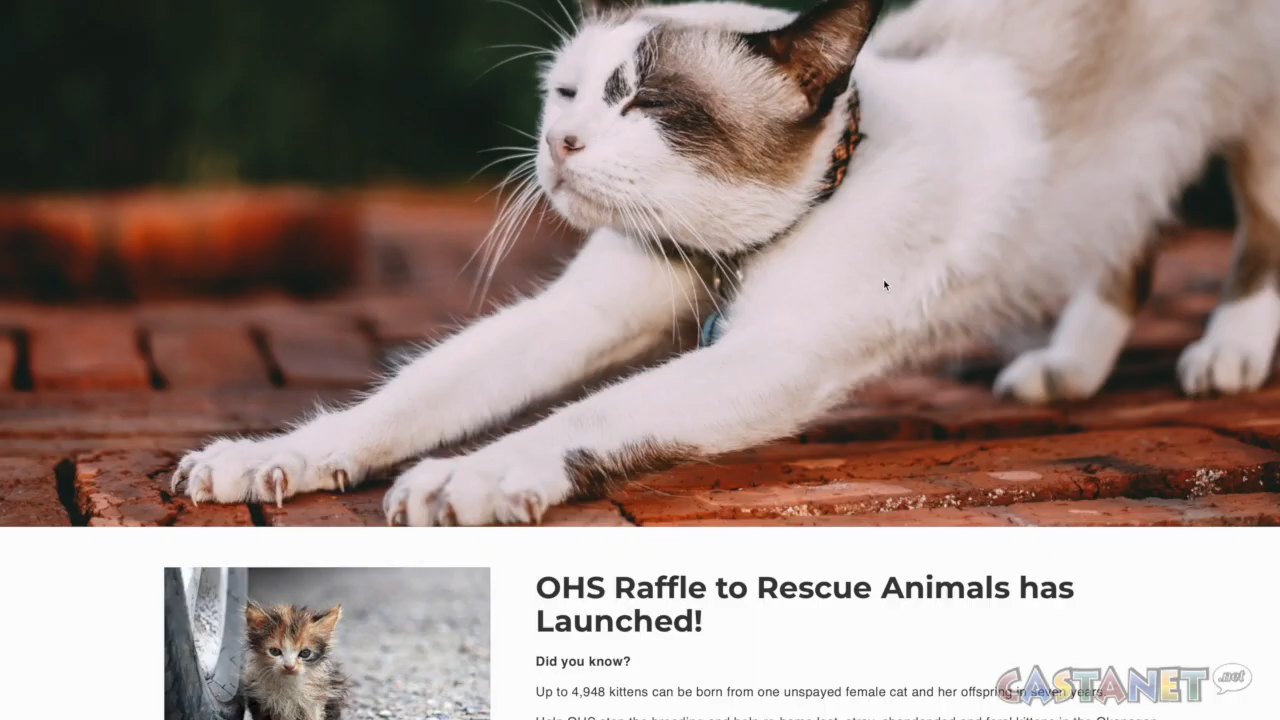 OHS Raffle to Rescue Animals has
Launched!
Did you know?
Up to 4,948 kittens can be born from one unspayed female cat and her offspring in seven years.
CASTANET .net